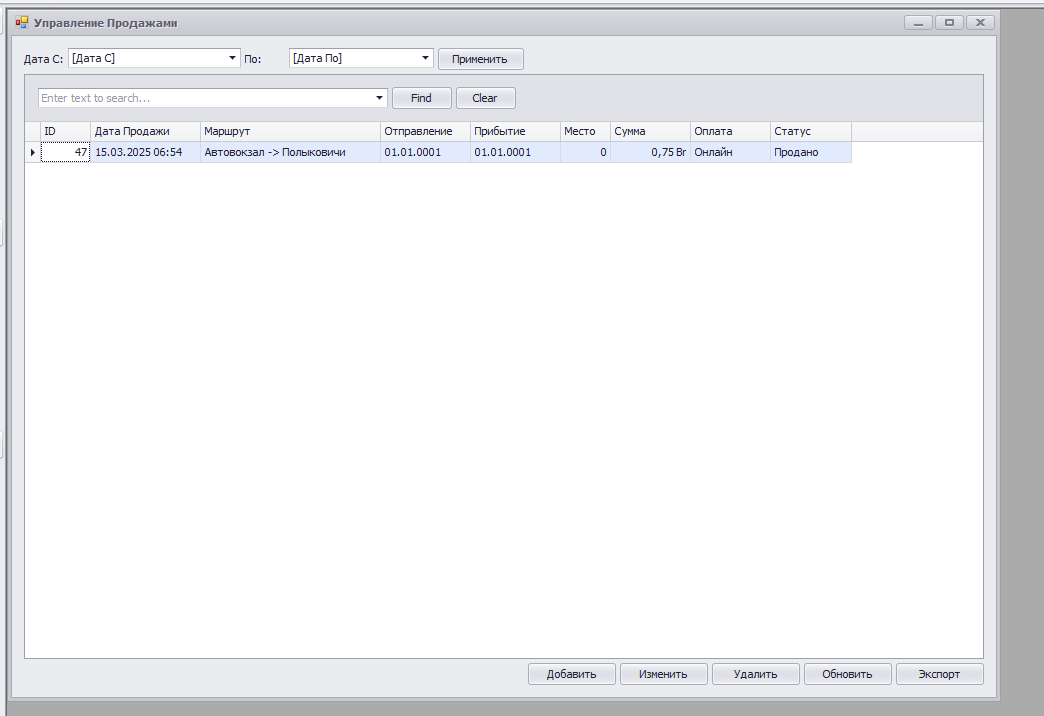 Управление Продажами
Дата С: [Дата С] По: [Дата По] Применить
Enter text to search... Find Clear
ID Дата Продажи Маршрут Отправление Прибытие Место Сумма Оплата Статус
47 15.03.2025 06:54 Автовокзал -> Полыковичи 01.01.0001 01.01.0001 0 0,75 Br Онлайн Продано
Добавить Изменить Удалить Обновить Экспорт